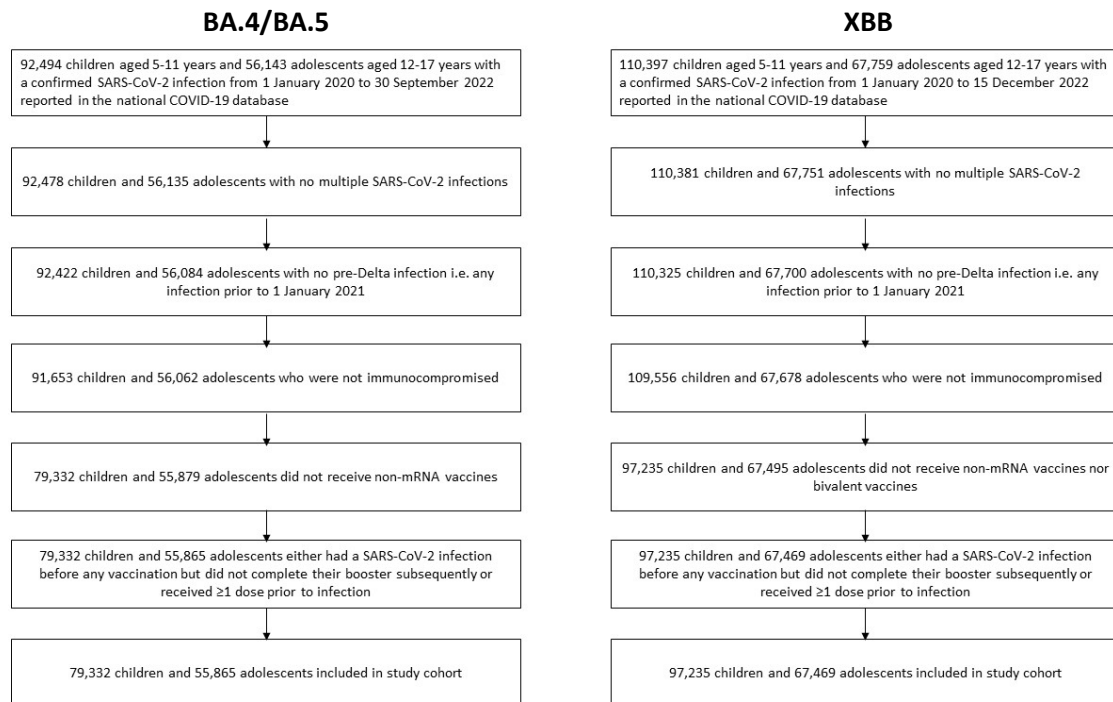 BA.4/BA.5
92,494 children aged 5-11 years and 56,143 adolescents aged 12-17 years with
a confirmed SARS-CoV-2 infection from 1 January 2020 to 30 September 2022
reported in the national COVID-19 database
92,478 children and 56,135 adolescents with no multiple SARS-CoV-2 infections
92,422 children and 56,084 adolescents with no pre-Delta infection i.e. any
infection prior to 1 January 2021
91,653 children and 56,062 adolescents who were not immunocompromised
79,332 children and 55,879 adolescents did not receive non-mRNA vaccines
79,332 children and 55,865 adolescents either had a SARS-CoV-2 infection
before any vaccination but did not complete their booster subsequently or
received ≥1 dose prior to infection
79,332 children and 55,865 adolescents included in study cohort
XBB
110,397 children aged 5-11 years and 67,759 adolescents aged 12-17 years with
a confirmed SARS-CoV-2 infection from 1 January 2020 to 15 December 2022
reported in the national COVID-19 database
110,381 children and 67,751 adolescents with no multiple SARS-CoV-2
infections
110,325 children and 67,700 adolescents with no pre-Delta infection i.e. any
infection prior to 1 January 2021
109,556 children and 67,678 adolescents who were not immunocompromised
97,235 children and 67,495 adolescents did not receive non-mRNA vaccines nor
bivalent vaccines
97,235 children and 67,469 adolescents either had a SARS-CoV-2 infection
before any vaccination but did not complete their booster subsequently or
received ≥1 dose prior to infection
97,235 children and 67,469 adolescents included in study cohort